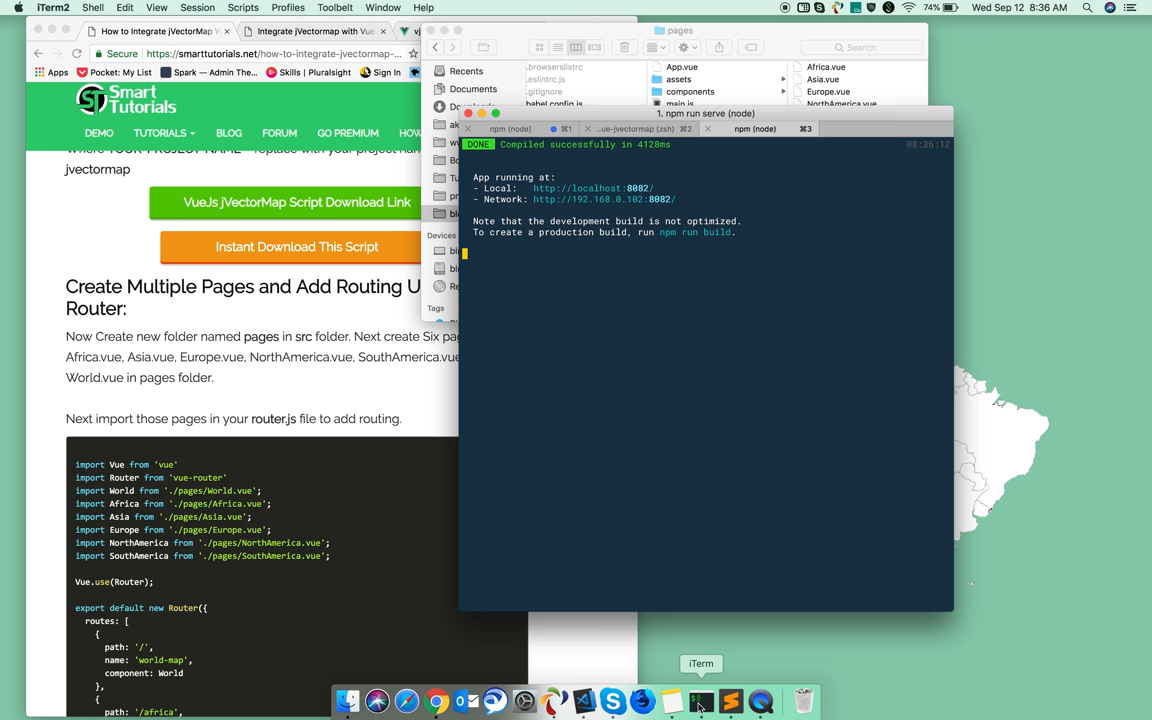 iTerm2 Shell Edit View Session Scripts Profiles Toolbelt Window Help
74% Wed Sep 12 8:36 AM
How to Integrate jVectorMap W
Integrate jVectormap with Vue.
Secure https://smarttutorials.net/how-to-integrate-jvectormap-...
Apps Pocket: My List Spark — Admin The... Skills | Pluralsight Sign In
Smart
Tutorials
DEMO TUTORIALS BLOG FORUM GO PREMIUM HOW
jvectormap
VueJs jVectorMap Script Download Link
Instant Download This Script
Create Multiple Pages and Add Routing U
Router:
Now Create new folder named pages in src folder. Next create Six pag
Africa.vue, Asia.vue, Europe.vue, NorthAmerica.vue, SouthAmerica.vue
World.vue in pages folder.
Next import those pages in your router.js file to add routing.
import Vue from 'vue'
import Router from 'vue-router'
import World from './pages/World.vue';
import Africa from './pages/Africa.vue';
import Asia from './pages/Asia.vue';
import Europe from './pages/Europe.vue';
import NorthAmerica from './pages/NorthAmerica.vue';
import SouthAmerica from './pages/SouthAmerica.vue';
Vue.use(Router);
export default new Router({
routes: [
{
path: '/',
name: 'world-map',
component: World
},
{
path: '/africa',
pages
Search
Recents
Documents
Devices
Tags
.browserslistrc
.eslintrc.js
.gitignore
babel.config.js
App.vue
assets
components
main.js
Africa.vue
Asia.vue
Europe.vue
NorthAmerica.vue
1. npm run serve (node)
npm (node) ⌘1
...ue-jvectormap (zsh) ⌘2
npm (node) ⌘3
DONE Compiled successfully in 4128ms 08:36:12
App running at:
- Local: http://localhost:8082/
- Network: http://192.168.0.102:8082/
Note that the development build is not optimized.
To create a production build, run npm run build.
iTerm